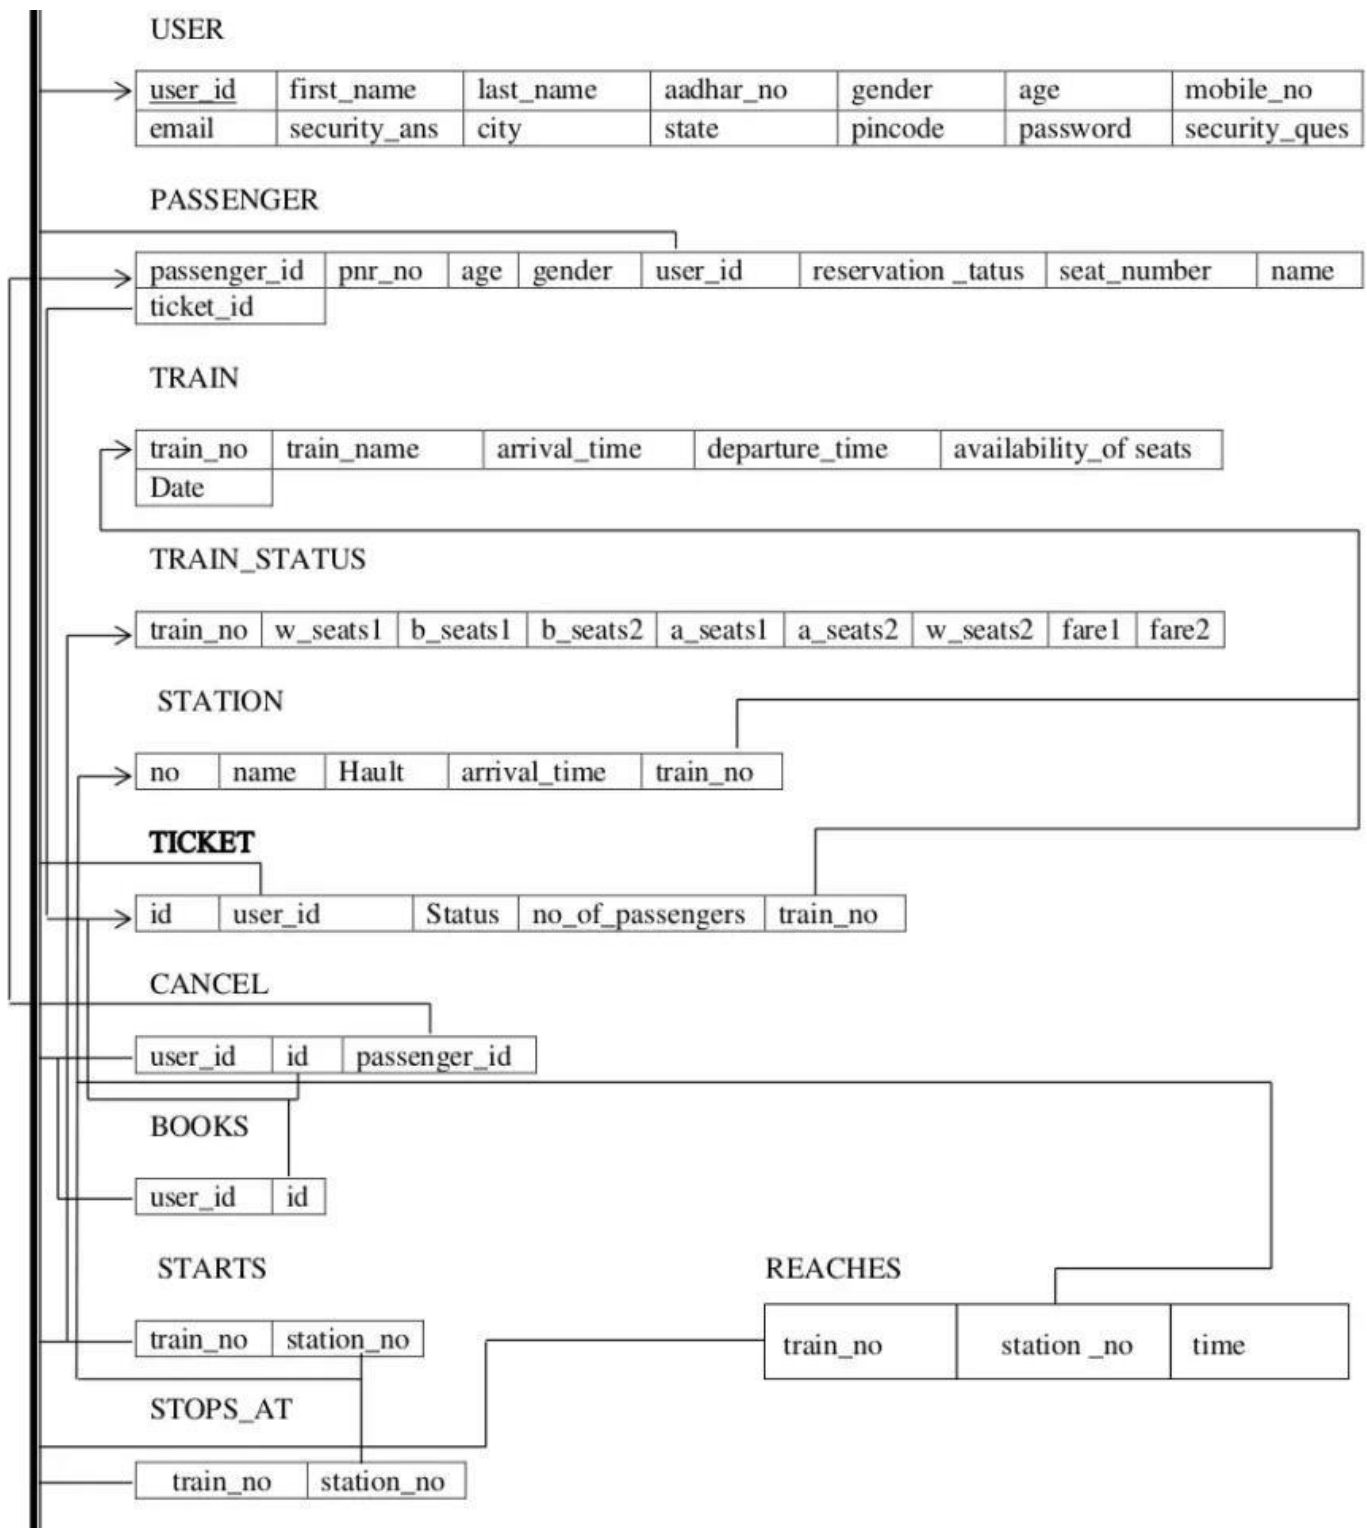 USER
user_id first_name last_name aadhar_no gender age mobile_no
email security_ans city state pincode password security_ques
PASSENGER
passenger_id pnr_no age gender user_id reservation _tatus seat_number name
ticket_id
TRAIN
train_no train_name arrival_time departure_time availability_of seats
Date
TRAIN_STATUS
train_no w_seats1 b_seats1 b_seats2 a_seats1 a_seats2 w_seats2 fare1 fare2
STATION
no name Hault arrival_time train_no
TICKET
id user_id Status no_of_passengers train_no
CANCEL
user_id id passenger_id
BOOKS
user_id id
STARTS
train_no station_no
REACHES
train_no station _no time
STOPS_AT
train_no station_no